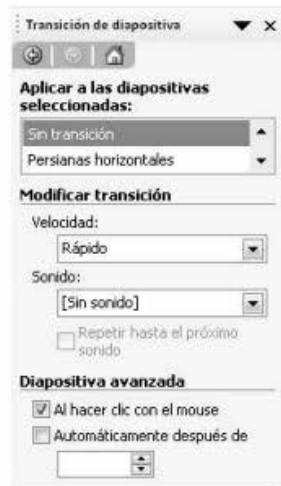 Transición de diapositiva
Aplicar a las diapositivas
seleccionadas:
Sin transición
Persianas horizontales
Modificar transición
Velocidad:
Rápido
Sonido:
[Sin sonido]
Repetir hasta el próximo
sonido
Diapositiva avanzada
Al hacer clic con el mouse
Automáticamente después de